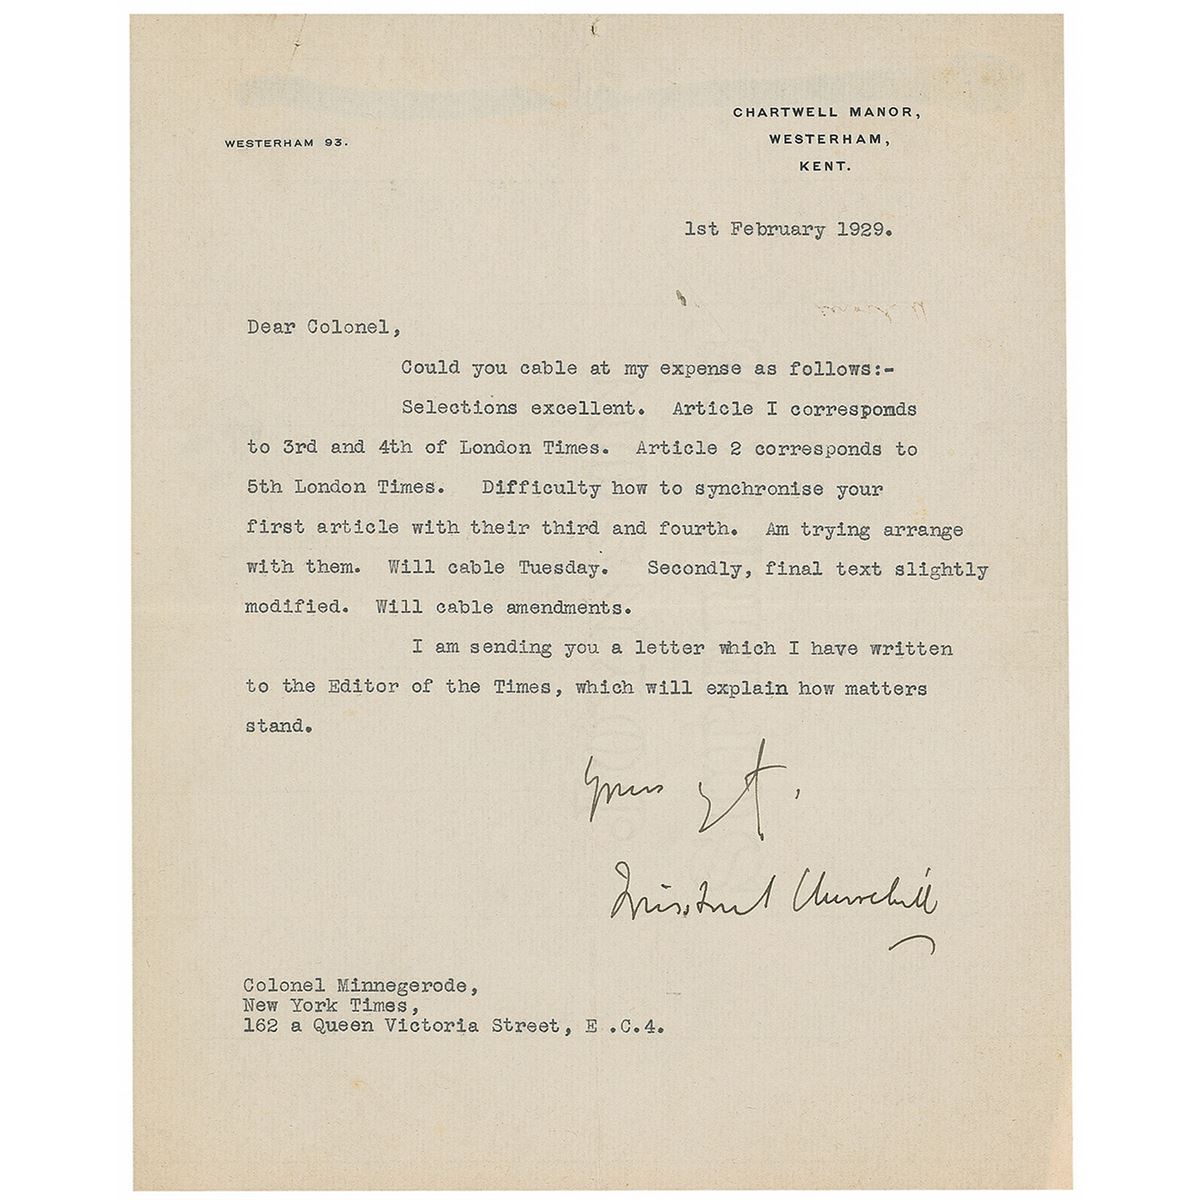 CHARTWELL MANOR,
WESTERHAM 93.
WESTERHAM,
KENT.
1st February 1929.
Dear Colonel,
Could you cable at my expense as follows:-
Selections excellent. Article I corresponds
to 3rd and 4th of London Times. Article 2 corresponds to
5th London Times. Difficulty how to synchronise your
first article with their third and fourth. Am trying arrange
with them. Will cable Tuesday. Secondly, final text slightly
modified. Will cable amendments.
I am sending you a letter which I have written
to the Editor of the Times, which will explain how matters
stand.
Yours
Winston Churchill
Colonel Minnegerode,
New York Times,
162 a Queen Victoria Street, E .C.4.